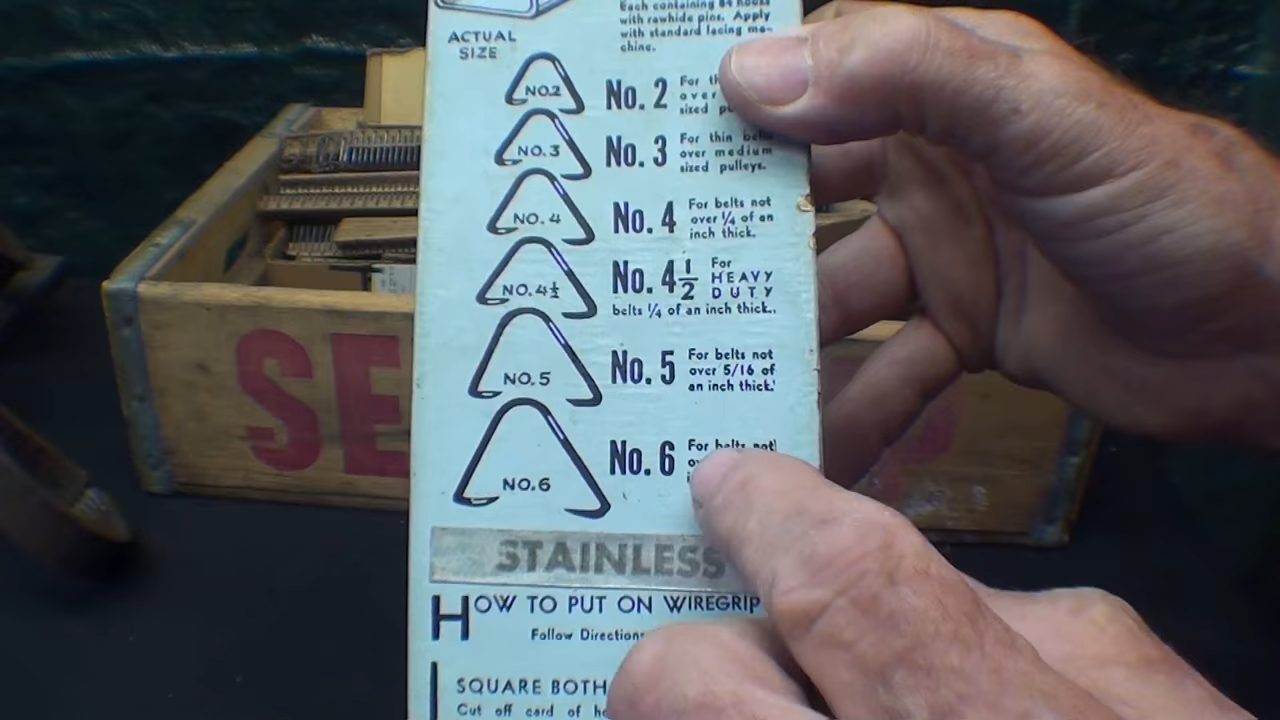 Each containing 84 hooks
with rawhide pins. Apply
with standard lacing ma-
chine.
ACTUAL
SIZE
NO.2
No. 2
For
over
sized
NO.3
No. 3
For thin belts
over medium
sized pulleys.
NO. 4
No. 4
For belts not
over 1/4 of an
inch thick.
NO.4½
No. 4½
For
HEAVY
DUTY
belts 1/4 of an inch thick.
NO.5
No. 5
For belts not
over 5/16 of
an inch thick.
NO.6
No. 6
For belts not
STAINLESS
HOW TO PUT ON WIREGRIP
Follow Directions
SQUARE BOTH
Cut off card of
SE